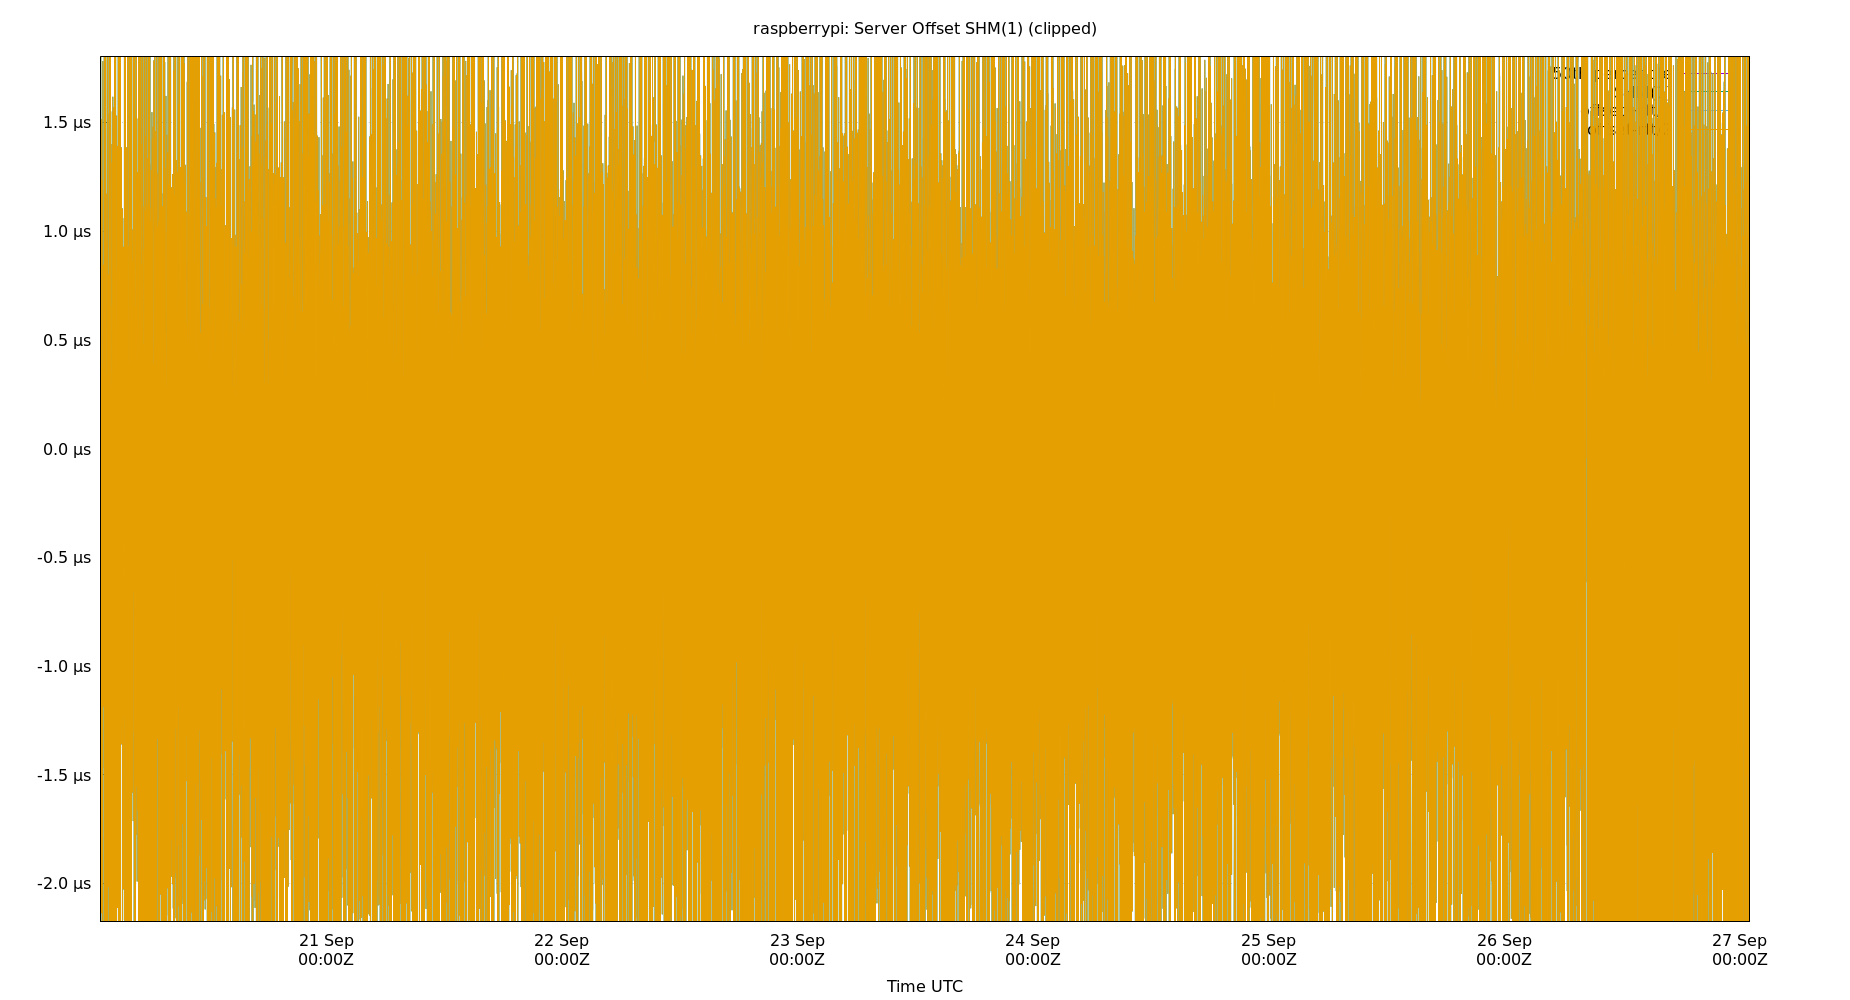 raspberrypi: Server Offset SHM(1) (clipped)
1.5 µs
1.0 µs
0.5 µs
0.0 µs
-0.5 µs
-1.0 µs
-1.5 µs
-2.0 µs
21 Sep 22 Sep 23 Sep 24 Sep 25 Sep 26 Sep 27 Sep
00:00Z 00:00Z 00:00Z 00:00Z 00:00Z 00:00Z 00:00Z
Time UTC